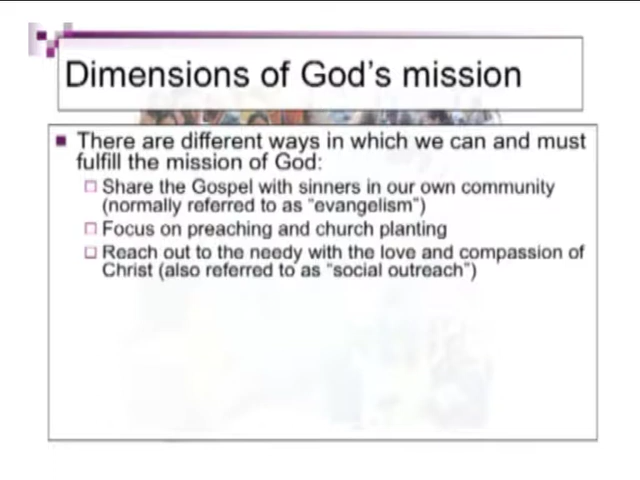 Dimensions of God's mission
There are different ways in which we can and must
fulfill the mission of God:
Share the Gospel with sinners in our own community
(normally referred to as "evangelism")
Focus on preaching and church planting
Reach out to the needy with the love and compassion of
Christ (also referred to as "social outreach")